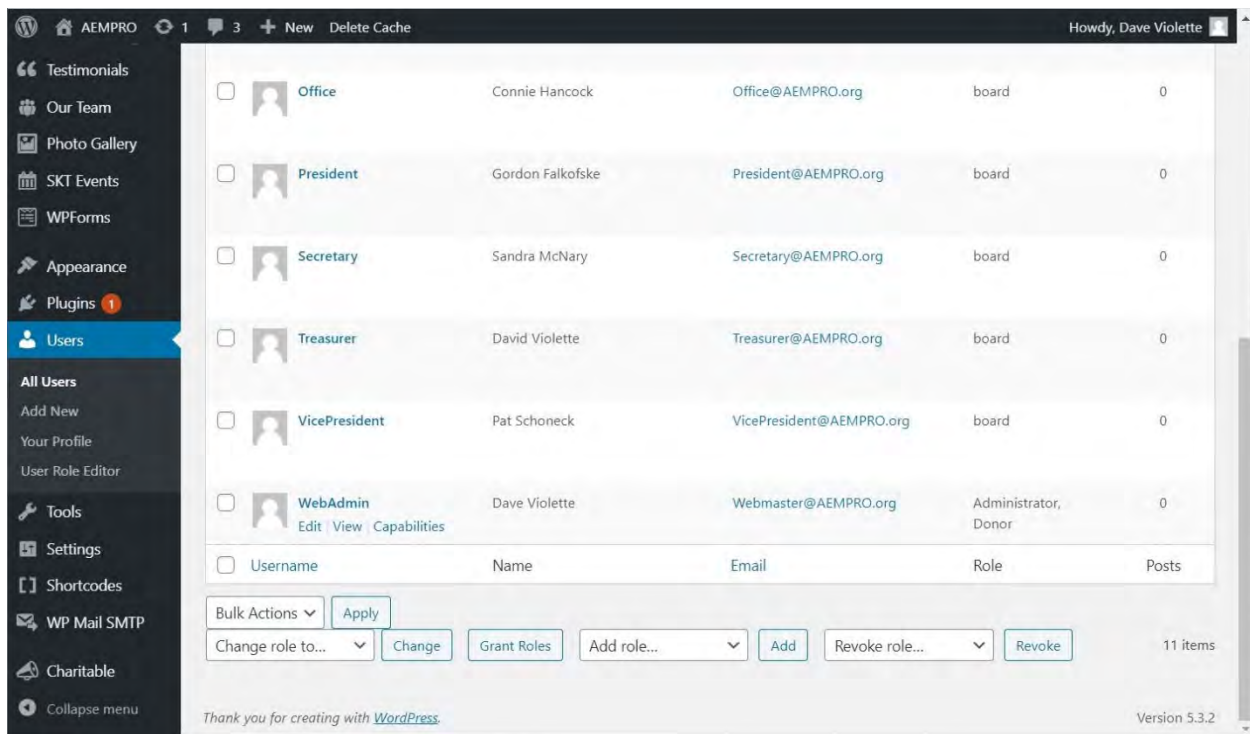 AEMPRO 1 3 + New Delete Cache Howdy, Dave Violette
Testimonials
Our Team
Photo Gallery
SKT Events
WPForms
Appearance
Plugins 1
Users
All Users
Add New
Your Profile
User Role Editor
Tools
Settings
Shortcodes
WP Mail SMTP
Charitable
Collapse menu
Office Connie Hancock Office@AEMPRO.org board 0
President Gordon Falkofske President@AEMPRO.org board 0
Secretary Sandra McNary Secretary@AEMPRO.org board 0
Treasurer David Violette Treasurer@AEMPRO.org board 0
VicePresident Pat Schoneck VicePresident@AEMPRO.org board 0
WebAdmin Dave Violette Webmaster@AEMPRO.org Administrator, 0
Edit | View | Capabilities Donor
Username Name Email Role Posts
Bulk Actions Apply
Change role to... Change Grant Roles Add role... Add Revoke role... Revoke 11 items
Thank you for creating with WordPress. Version 5.3.2